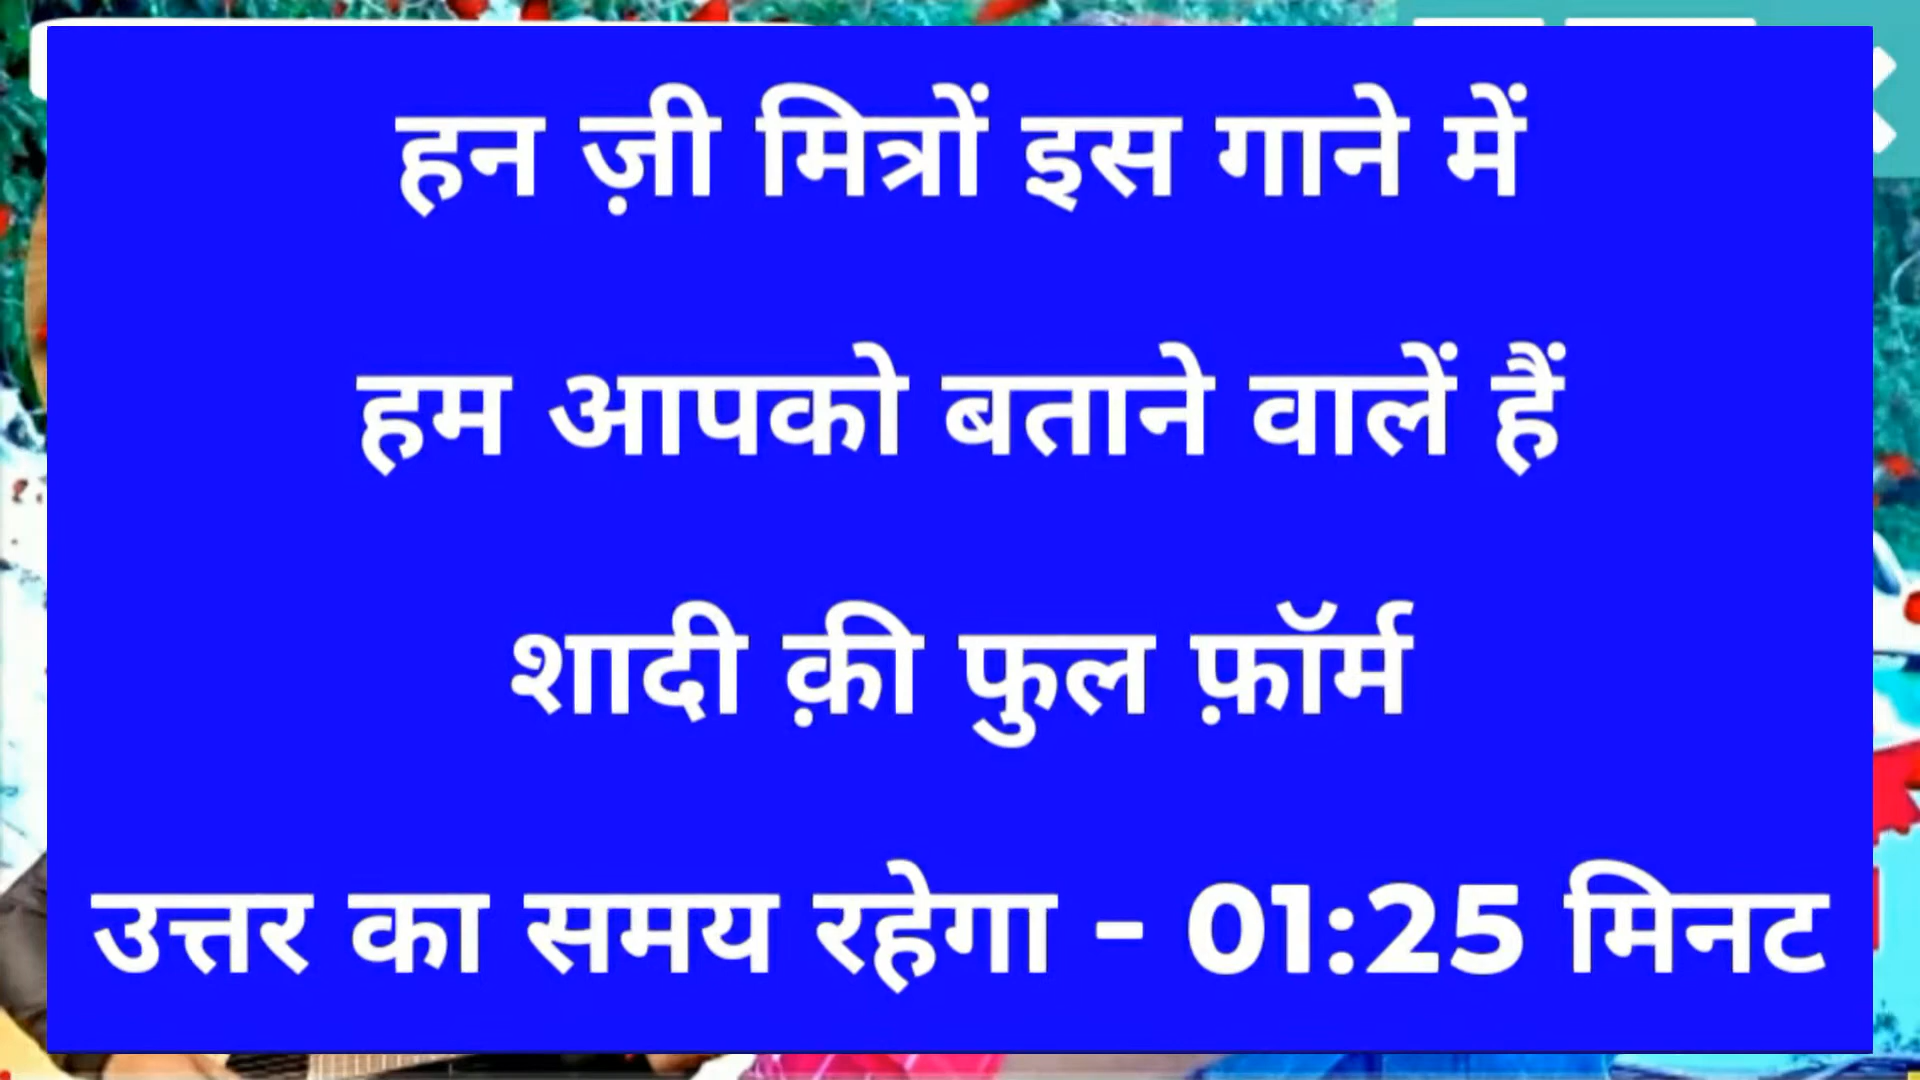 हन ज़ी मित्रों इस गाने में
हम आपको बताने वालें हैं
शादी क़ी फुल फ़ॉर्म
उत्तर का समय रहेगा - 01:25 मिनट